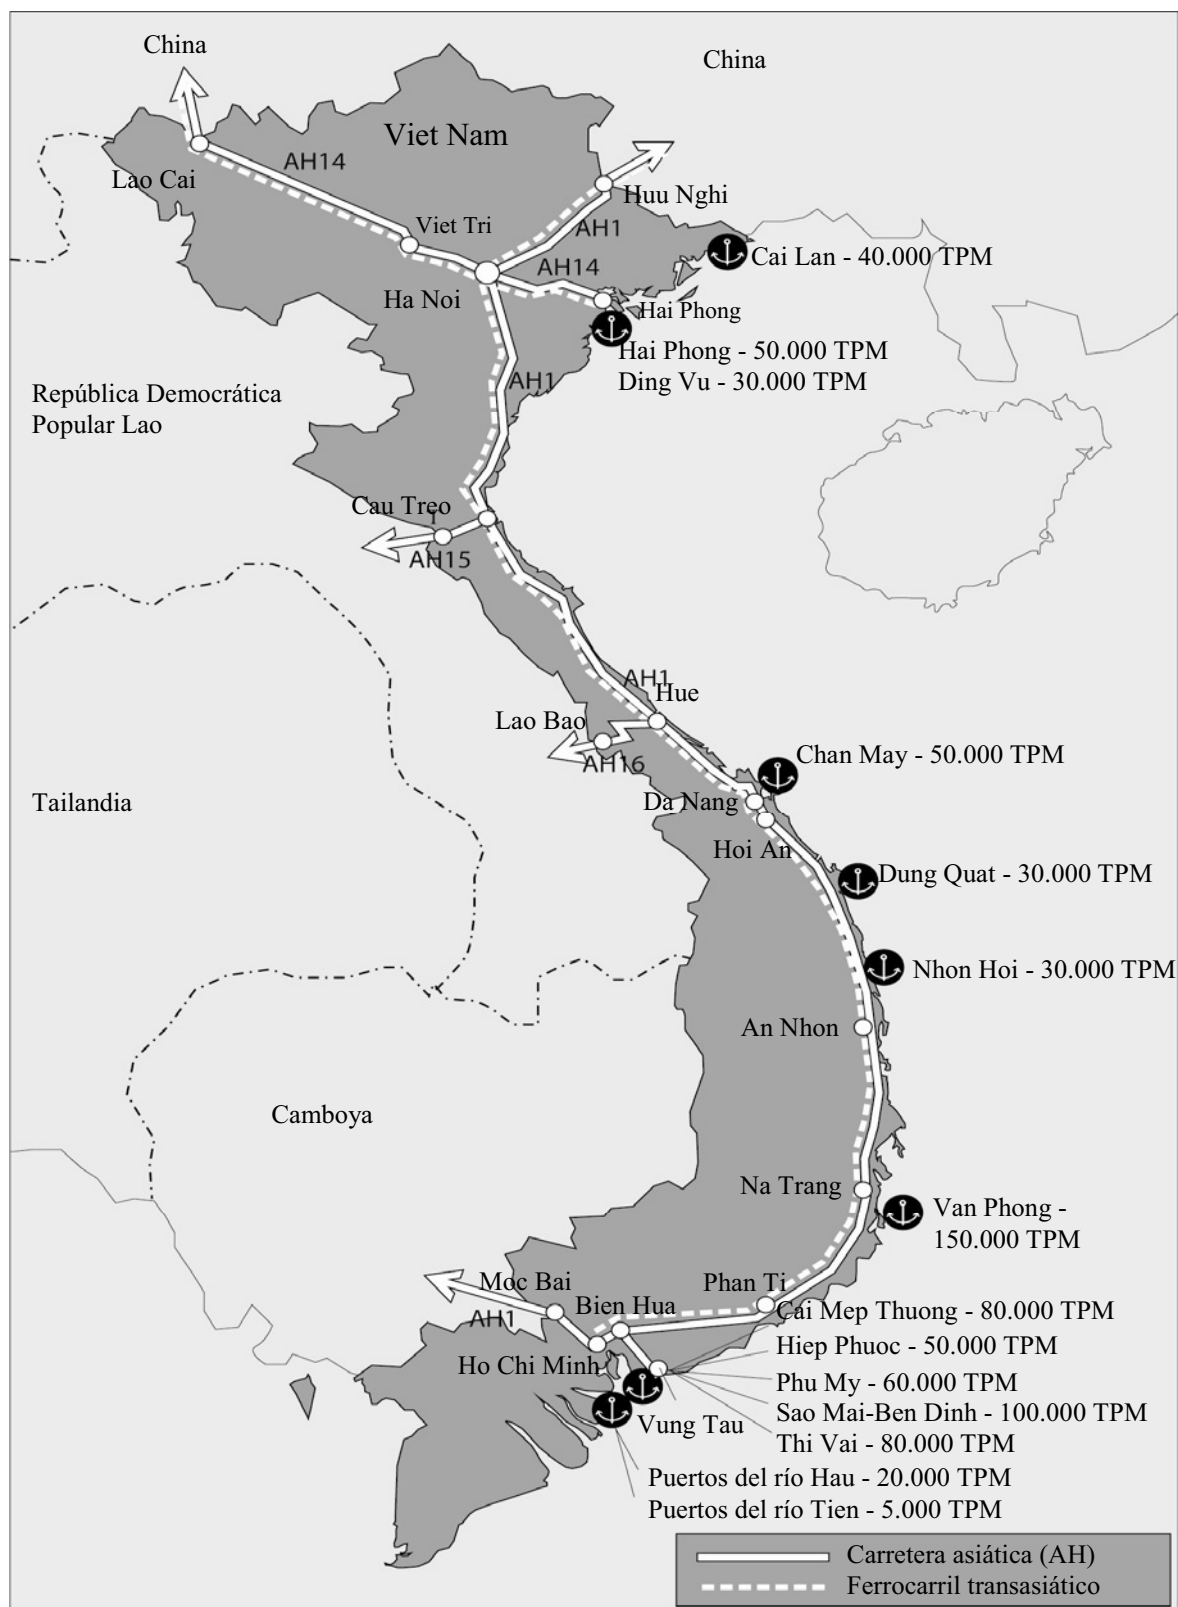 China
China
Viet Nam
AH14
Lao Cai
Huu Nghi
Viet Tri
AH1
Cai Lan - 40.000 TPM
AH14
Ha Noi
Hai Phong
Hai Phong - 50.000 TPM
Ding Vu - 30.000 TPM
AH1
República Democrática
Popular Lao
Cau Treo
AH15
AH1
Hue
Lao Bao
AH16
Chan May - 50.000 TPM
Tailandia
Da Nang
Hoi An
Dung Quat - 30.000 TPM
Nhon Hoi - 30.000 TPM
An Nhon
Camboya
Na Trang
Van Phong -
150.000 TPM
Moc Bai
Phan Ti
Bien Hua
AH1
Cai Mep Thuong - 80.000 TPM
Ho Chi Minh
Hiep Phuoc - 50.000 TPM
Phu My - 60.000 TPM
Sao Mai-Ben Dinh - 100.000 TPM
Vung Tau
Thi Vai - 80.000 TPM
Puertos del río Hau - 20.000 TPM
Puertos del río Tien - 5.000 TPM
Carretera asiática (AH)
Ferrocarril transasiático